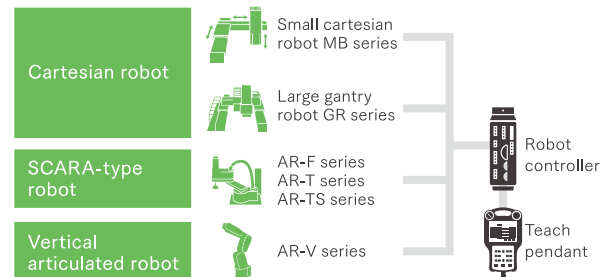 Cartesian robot
Small cartesian
robot MB series
Large gantry
robot GR series
SCARA-type
robot
AR-F series
AR-T series
AR-TS series
Vertical
articulated robot
AR-V series
Robot
controller
Teach
pendant